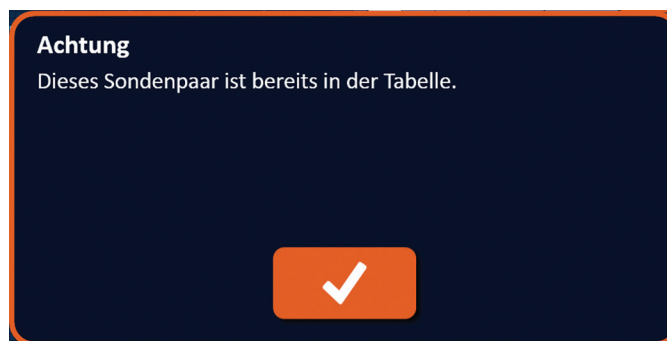 Achtung
Dieses Sondenpaar ist bereits in der Tabelle.